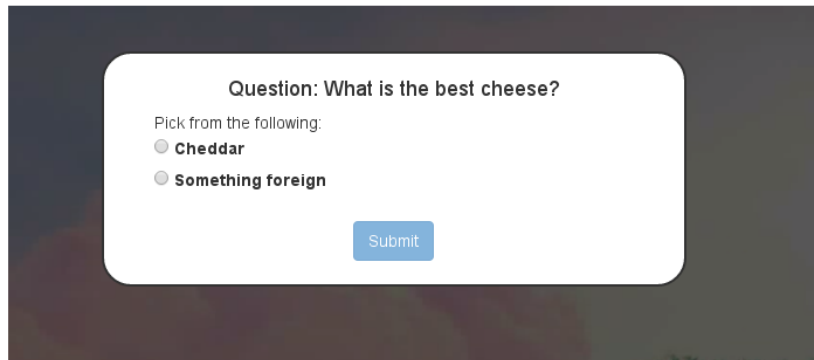 Question: What is the best cheese?
Pick from the following:
Cheddar
Something foreign
Submit